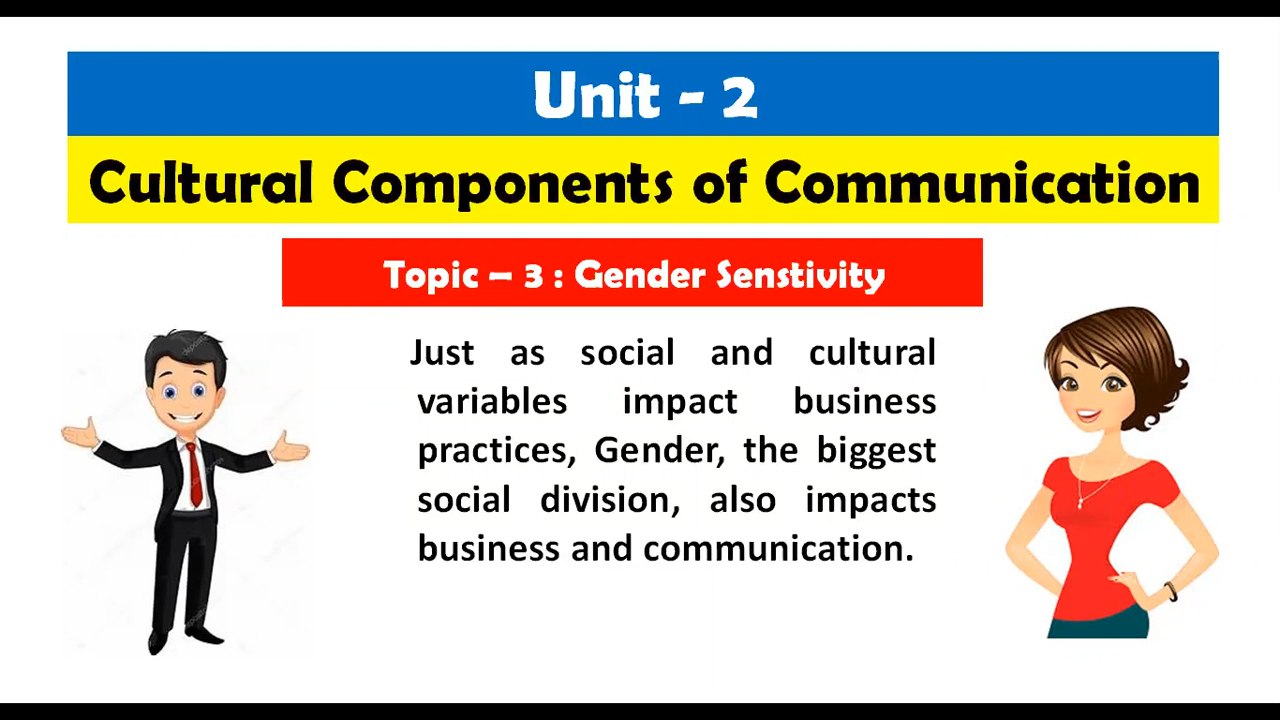 Unit - 2
Cultural Components of Communication
Topic – 3 : Gender Senstivity
Just as social and cultural
variables impact business
practices, Gender, the biggest
social division, also impacts
business and communication.